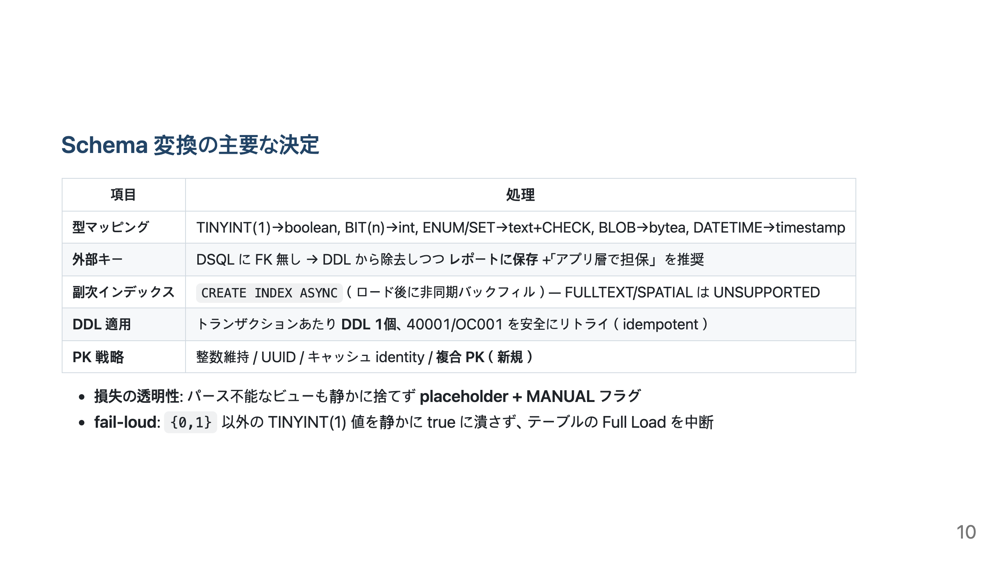 Schema 変換の主要な決定
項目 処理
型マッピング TINYINT(1)→boolean, BIT(n)→int, ENUM/SET→text+CHECK, BLOB→bytea, DATETIME→timestamp
外部キー DSQL に FK 無し → DDL から除去しつつ レポートに保存 +「アプリ層で担保」を推奨
副次インデックス CREATE INDEX ASYNC（ロード後に非同期バックフィル）— FULLTEXT/SPATIAL は UNSUPPORTED
DDL 適用 トランザクションあたり DDL 1個、40001/OC001 を安全にリトライ（idempotent）
PK 戦略 整数維持 / UUID / キャッシュ identity / 複合 PK（新規）
• 損失の透明性: パース不能なビューも静かに捨てず placeholder + MANUAL フラグ
• fail-loud: {0,1} 以外の TINYINT(1) 値を静かに true に潰さず、テーブルの Full Load を中断
10